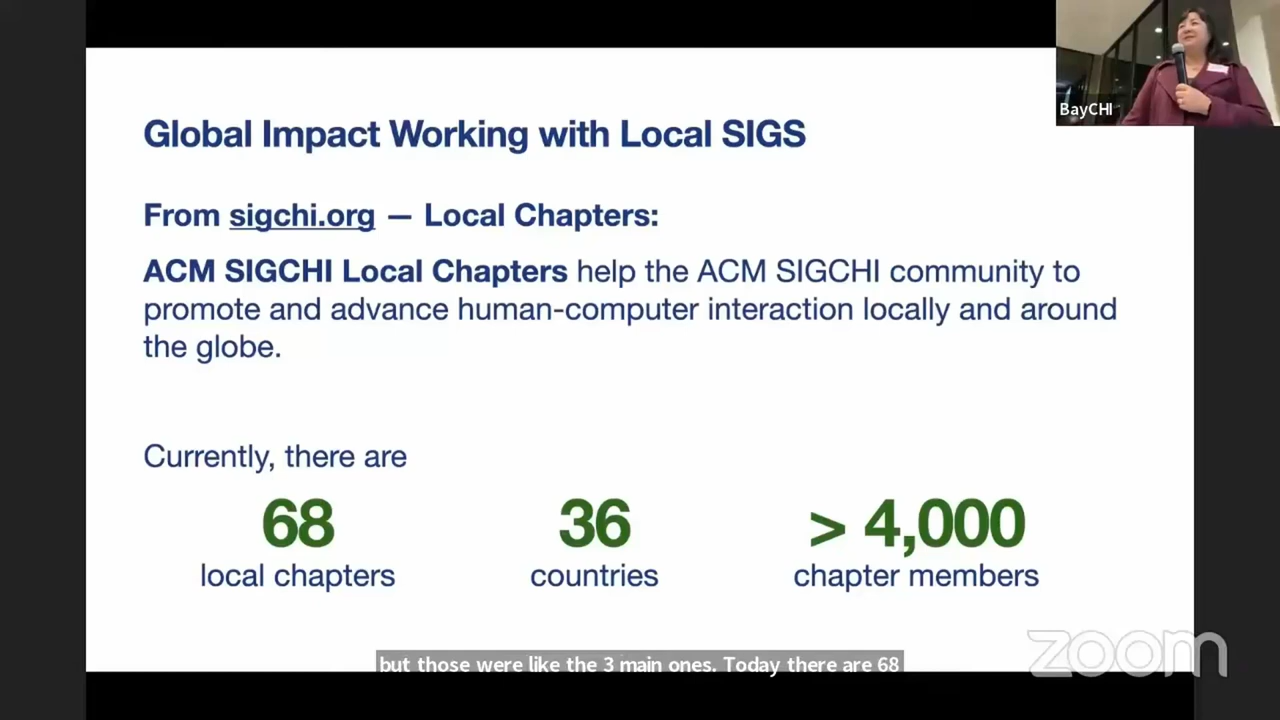 BayCHI
Global Impact Working with Local SIGS
From sigchi.org — Local Chapters:
ACM SIGCHI Local Chapters help the ACM SIGCHI community to
promote and advance human-computer interaction locally and around
the globe.
Currently, there are
68
36
> 4,000
local chapters
countries
chapter members
but those were like the 3 main ones. Today there are 68
zoom